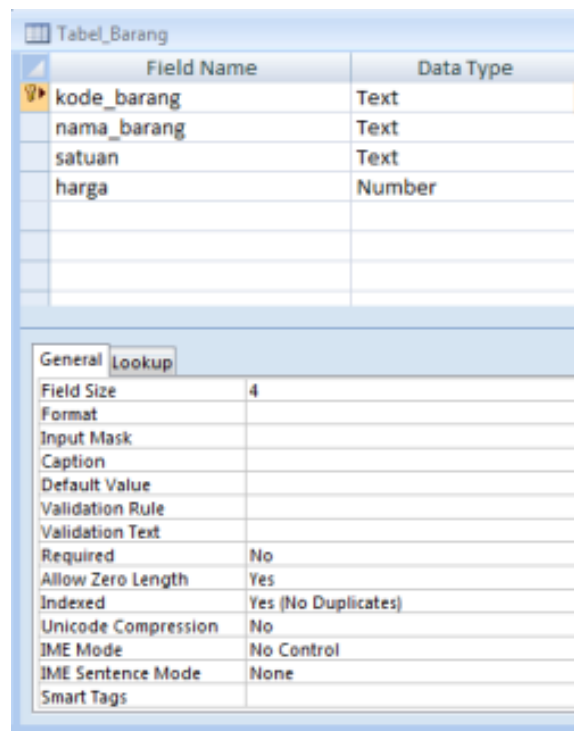 Tabel_Barang
Field Name Data Type
kode_barang Text
nama_barang Text
satuan Text
harga Number
General Lookup
Field Size 4
Format
Input Mask
Caption
Default Value
Validation Rule
Validation Text
Required No
Allow Zero Length Yes
Indexed Yes (No Duplicates)
Unicode Compression No
IME Mode No Control
IME Sentence Mode None
Smart Tags